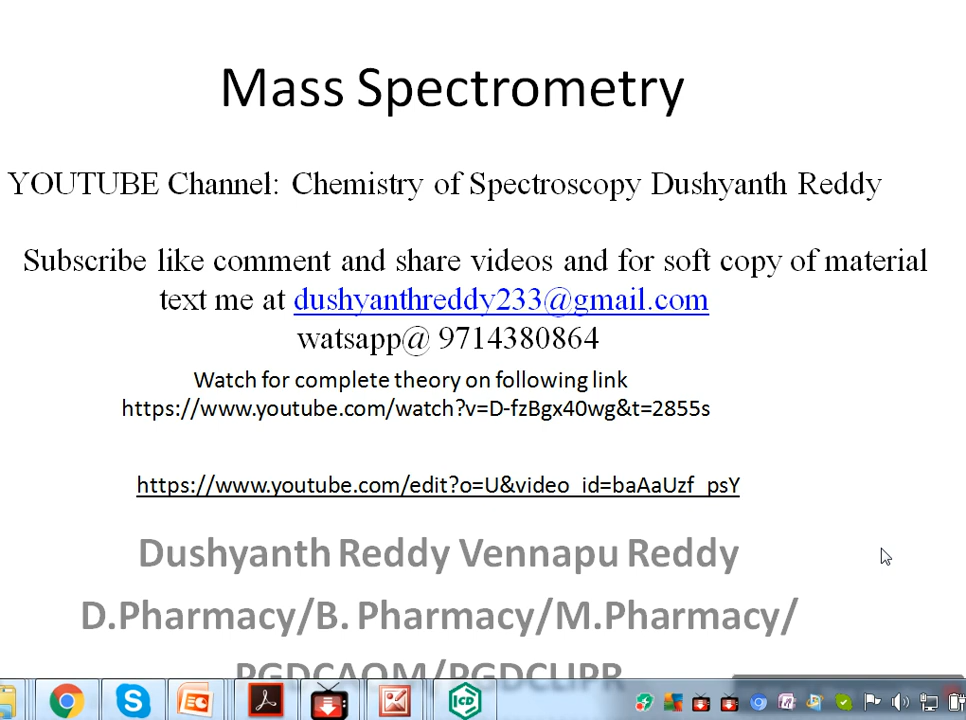 Mass Spectrometry
YOUTUBE Channel: Chemistry of Spectroscopy Dushyanth Reddy
Subscribe like comment and share videos and for soft copy of material
text me at dushyanthreddy233@gmail.com
watsapp@ 9714380864
Watch for complete theory on following link
https://www.youtube.com/watch?v=D-fzBgx40wg&t=2855s
https://www.youtube.com/edit?o=U&video_id=baAaUzf_psY
Dushyanth Reddy Vennapu Reddy
D.Pharmacy/B. Pharmacy/M.Pharmacy/
PGDCAQM/PGDCLIPR
ICD